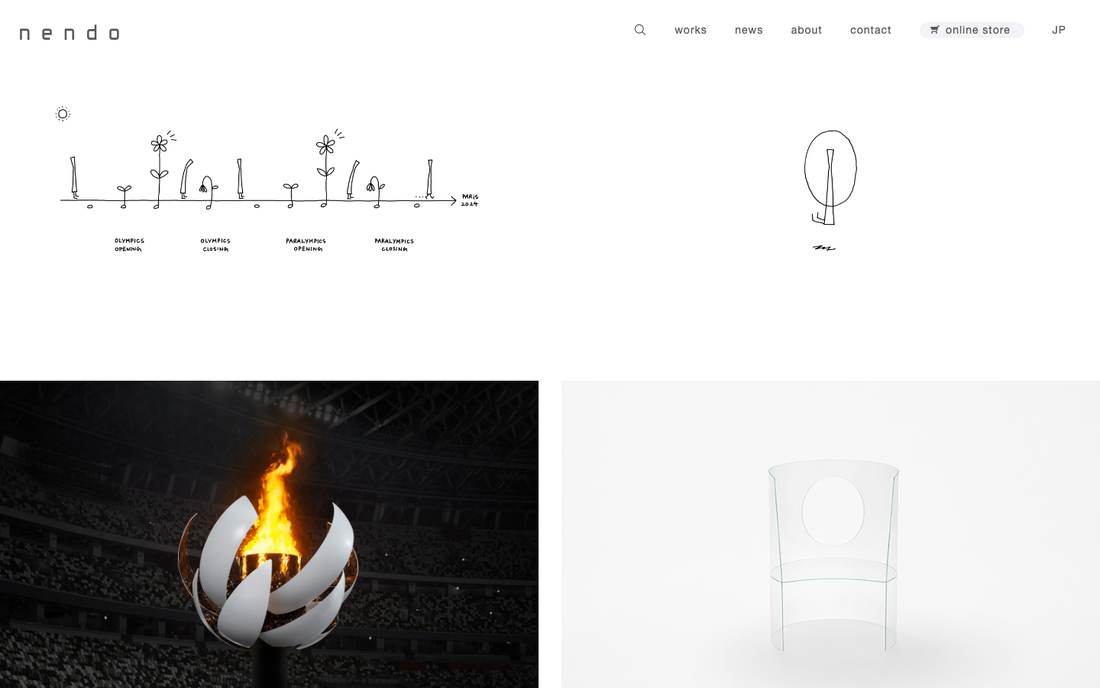 nendo
works
news
about
contact
online store
JP
PARIS
2024
OLYMPICS
OPENING
OLYMPICS
CLOSING
PARALYMPICS
OPENING
PARALYMPICS
CLOSING